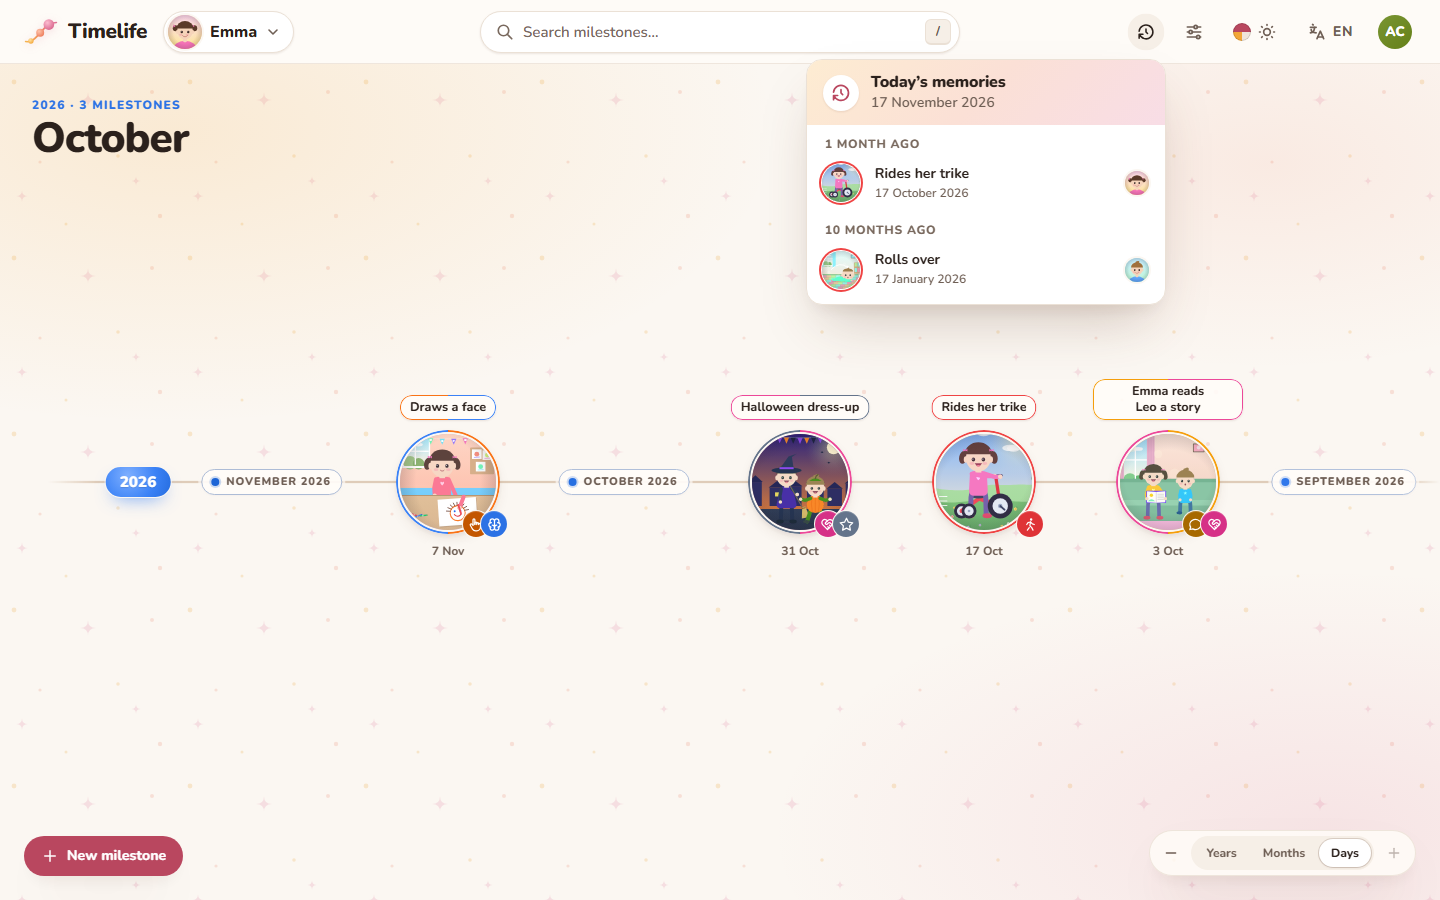 Timelife
Emma
Search milestones...
/
EN
AC
2026 · 3 MILESTONES
October
Today's memories
17 November 2026
1 MONTH AGO
Rides her trike
17 October 2026
10 MONTHS AGO
Rolls over
17 January 2026
2026
NOVEMBER 2026
Draws a face
7 Nov
OCTOBER 2026
Halloween dress-up
31 Oct
Rides her trike
17 Oct
Emma reads
Leo a story
3 Oct
SEPTEMBER 2026
New milestone
Years
Months
Days